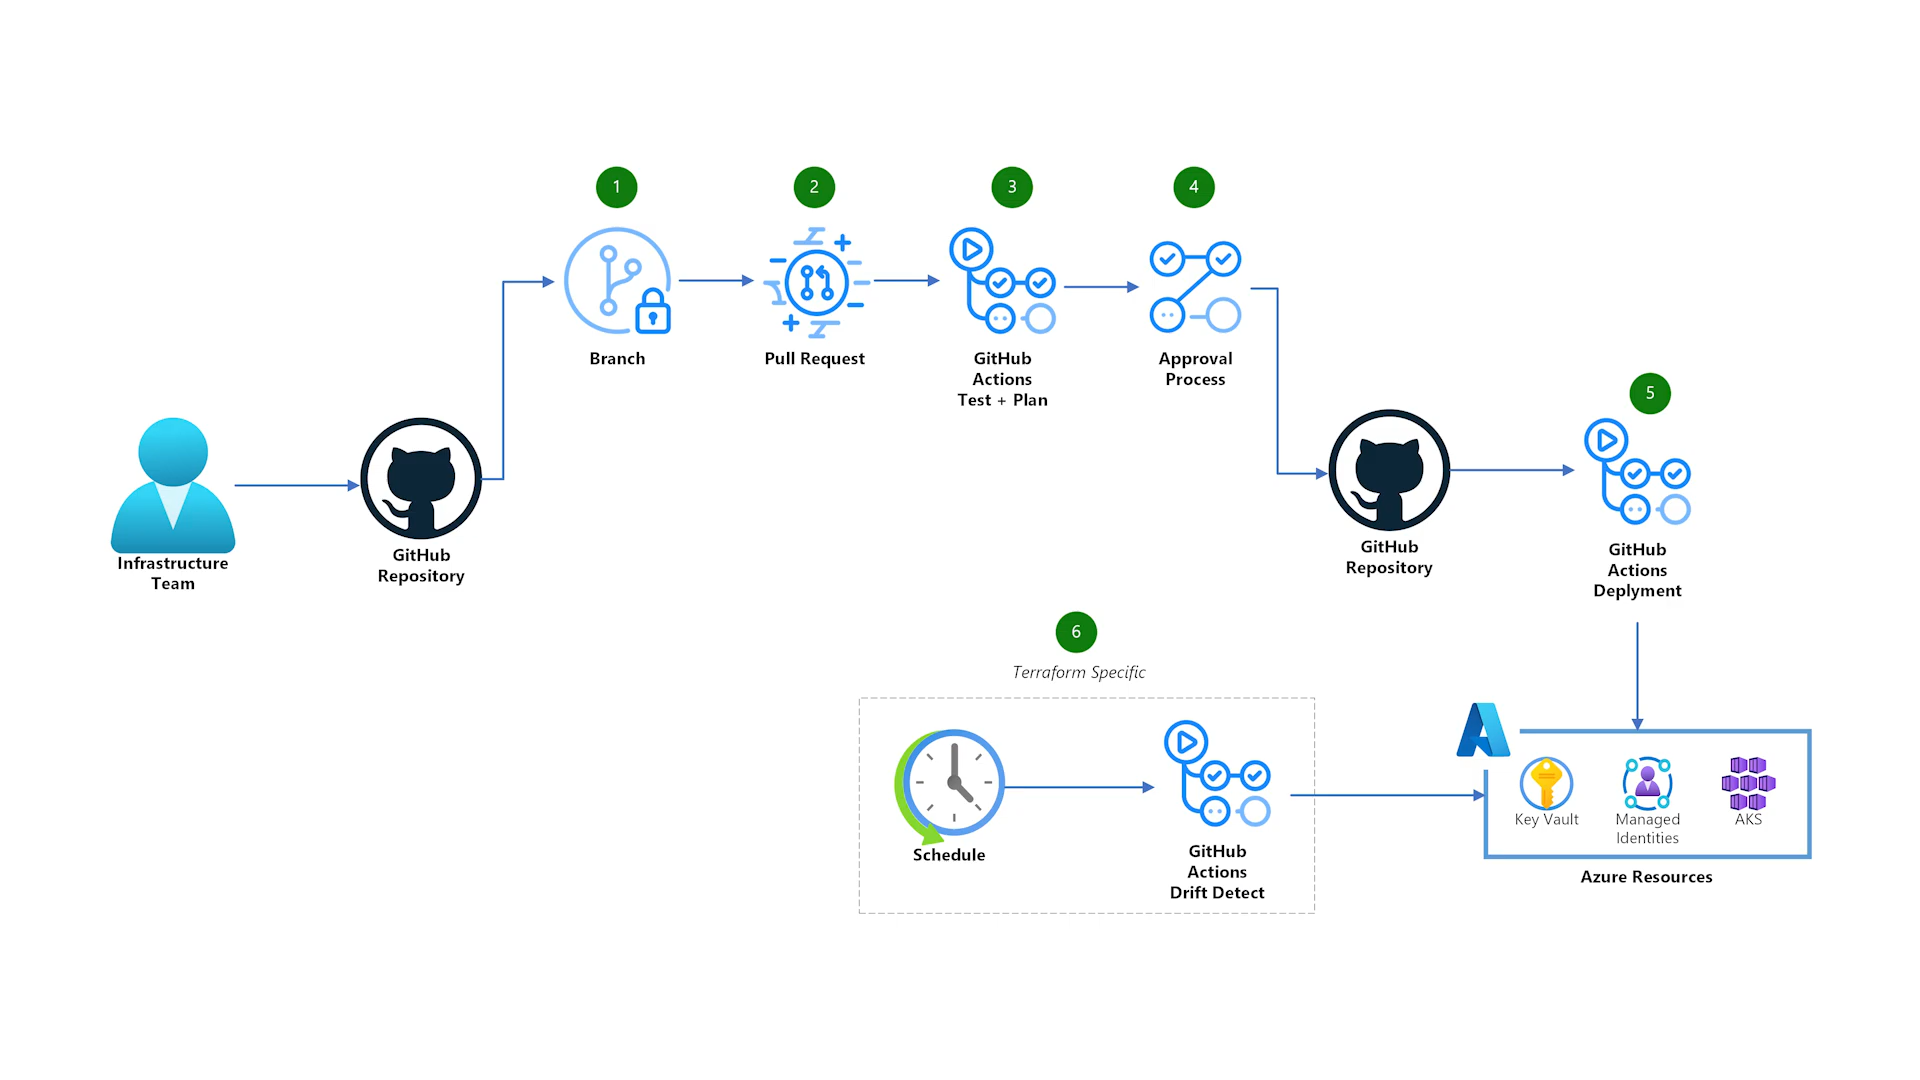 1
2
3
4
Branch
Pull Request
GitHub
Actions
Test + Plan
Approval
Process
5
Infrastructure
Team
GitHub
Repository
GitHub
Repository
GitHub
Actions
Deplyment
6
Terraform Specific
Schedule
GitHub
Actions
Drift Detect
Key Vault
Managed
Identities
AKS
Azure Resources